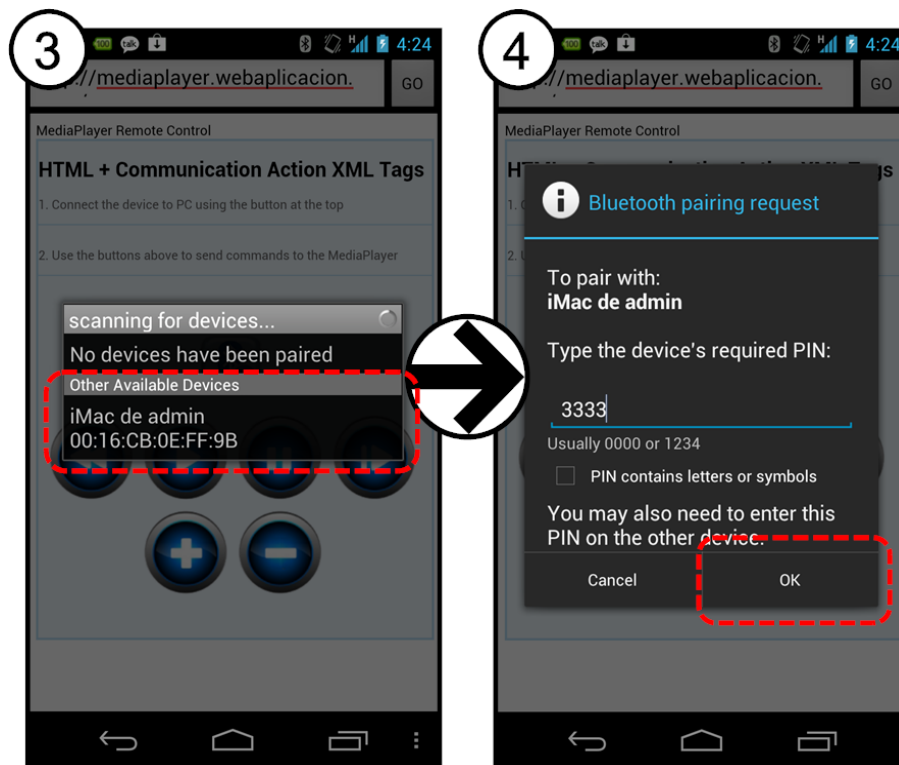 3
100
talk
H
4:24
://mediaplayer.webaplicacion.
GO
MediaPlayer Remote Control
HTML + Communication Action XML Tags
1. Connect the device to PC using the button at the top
2. Use the buttons above to send commands to the MediaPlayer
scanning for devices...
No devices have been paired
Other Available Devices
iMac de admin
00:16:CB:0E:FF:9B
4
100
talk
H
4:24
://mediaplayer.webaplicacion.
GO
MediaPlayer Remote Control
Bluetooth pairing request
To pair with:
iMac de admin
Type the device's required PIN:
3333
Usually 0000 or 1234
PIN contains letters or symbols
You may also need to enter this
PIN on the other device.
Cancel
OK